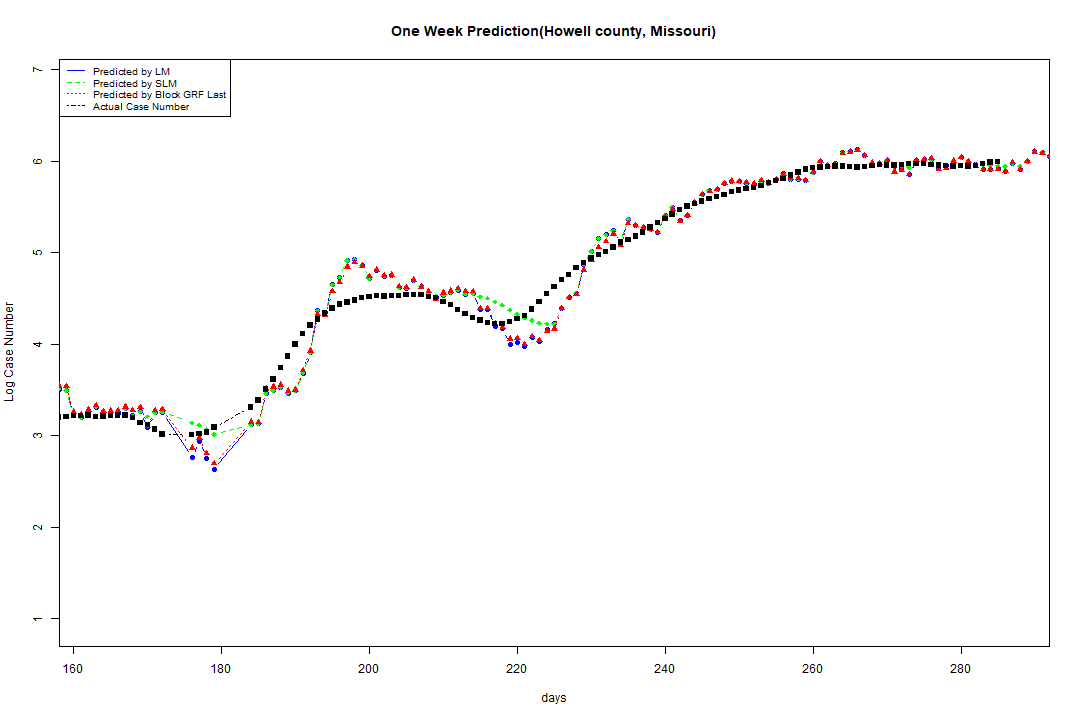 One Week Prediction(Howell county, Missouri)
Predicted by LM
Predicted by SLM
Predicted by Block GRF Last
Actual Case Number
Log Case Number
7
6
5
4
3
2
1
160 180 200 220 240 260 280
days